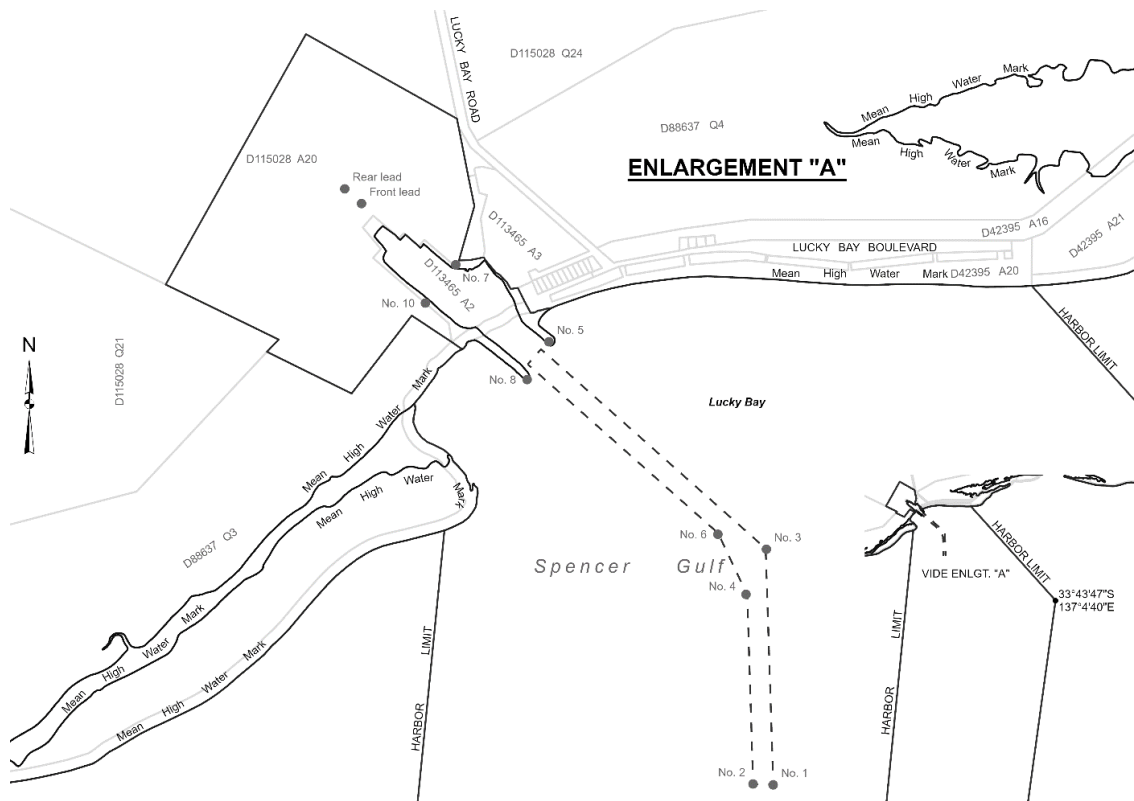 LUCKY BAY ROAD
D115028 Q24
Mean High Water Mark
D88637 Q4
Mean High Water Mark
ENLARGEMENT "A"
D115028 A20
Rear lead
Front lead
D113465 A3
D42395 A16
D42395 A21
LUCKY BAY BOULEVARD
Mean High Water Mark
D42395 A20
D113465 A2
No. 7
No. 10
No. 5
HARBOR LIMIT
N
D115028 Q21
No. 8
Mean High Water Mark
Lucky Bay
Mean High Water Mark
D88637 Q3
No. 6
No. 3
Spencer Gulf
No. 4
HARBOR LIMIT
VIDE ENLGT. "A"
33°43'47"S
137°4'40"E
HARBOR LIMIT
Mean High Water Mark
Mean High Water Mark
HARBOR LIMIT
No. 2
No. 1